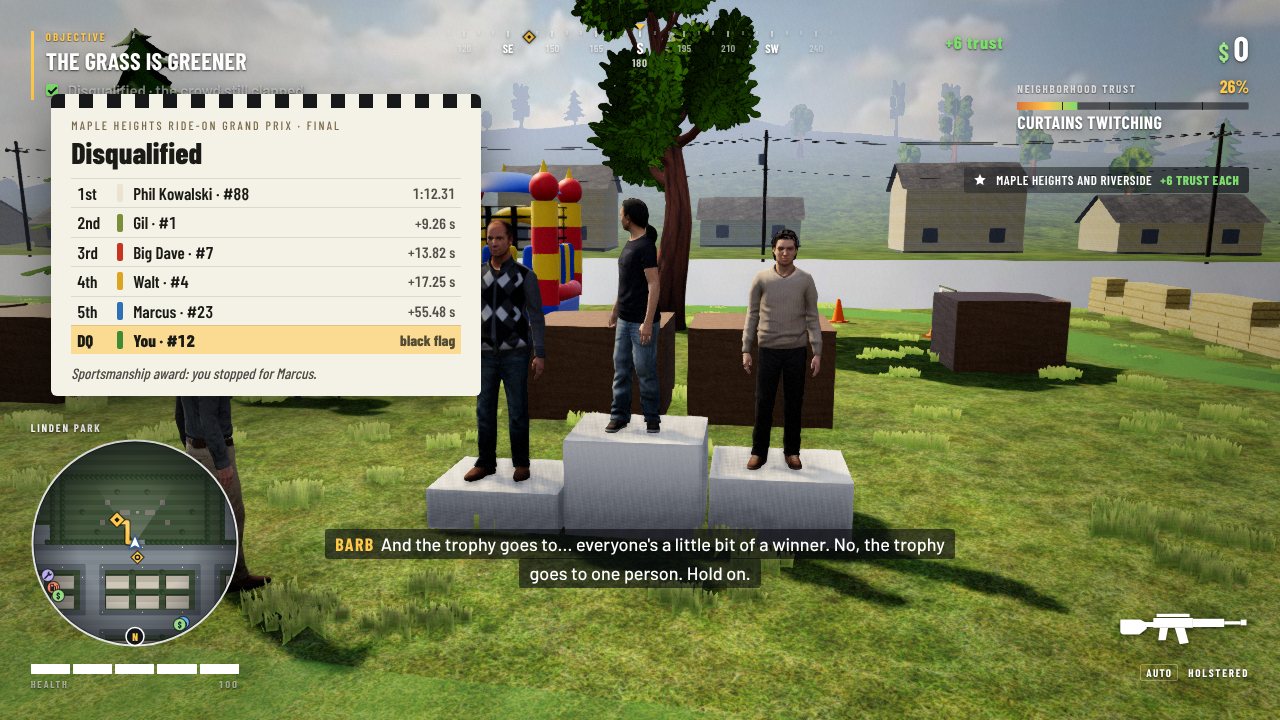 OBJECTIVE
THE GRASS IS GREENER
Disqualified · the crowd still clapped
MAPLE HEIGHTS RIDE-ON GRAND PRIX · FINAL
Disqualified
1st Phil Kowalski · #88 1:12.31
2nd Gil · #1 +9.26 s
3rd Big Dave · #7 +13.82 s
4th Walt · #4 +17.25 s
5th Marcus · #23 +55.48 s
DQ You · #12 black flag
Sportsmanship award: you stopped for Marcus.
120 SE 150 165 S 195 210 SW 240
180
+6 trust
$ 0
NEIGHBORHOOD TRUST 26%
CURTAINS TWITCHING
MAPLE HEIGHTS AND RIVERSIDE +6 TRUST EACH
LINDEN PARK
$
$
N
HEALTH 100
BARB And the trophy goes to... everyone's a little bit of a winner. No, the trophy
goes to one person. Hold on.
AUTO HOLSTERED